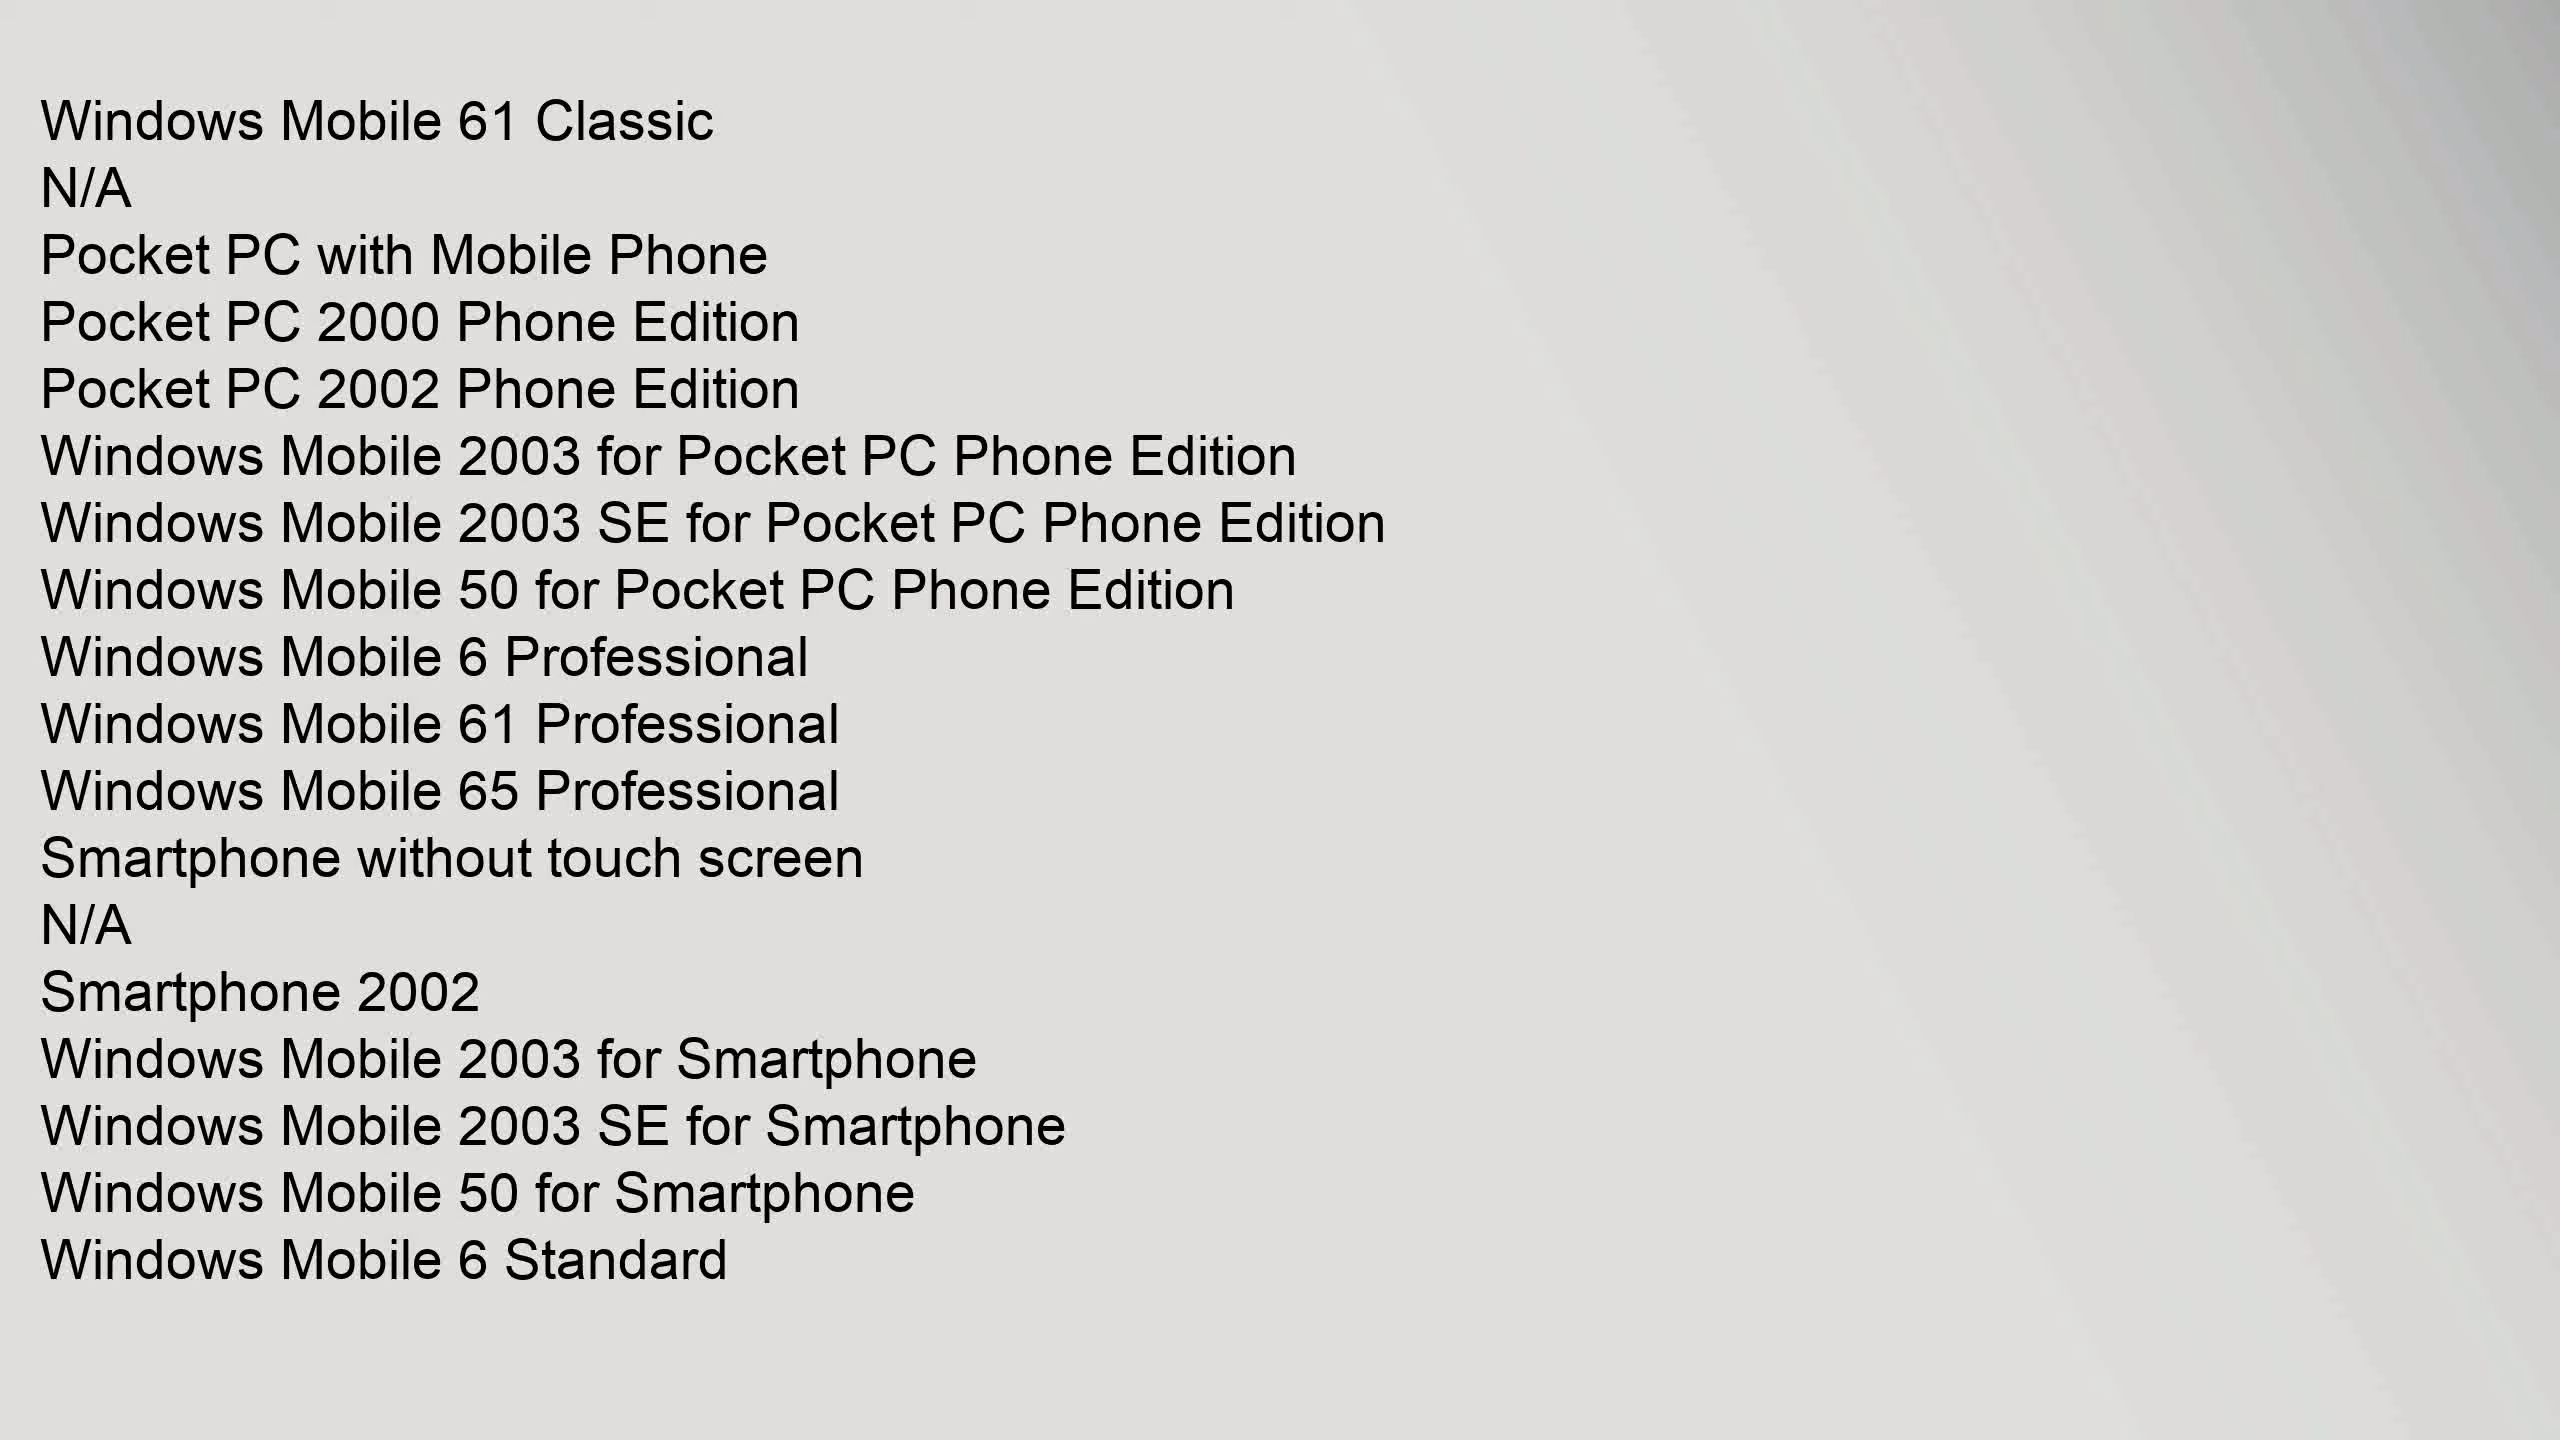 Windows Mobile 61 Classic
N/A
Pocket PC with Mobile Phone
Pocket PC 2000 Phone Edition
Pocket PC 2002 Phone Edition
Windows Mobile 2003 for Pocket PC Phone Edition
Windows Mobile 2003 SE for Pocket PC Phone Edition
Windows Mobile 50 for Pocket PC Phone Edition
Windows Mobile 6 Professional
Windows Mobile 61 Professional
Windows Mobile 65 Professional
Smartphone without touch screen
N/A
Smartphone 2002
Windows Mobile 2003 for Smartphone
Windows Mobile 2003 SE for Smartphone
Windows Mobile 50 for Smartphone
Windows Mobile 6 Standard